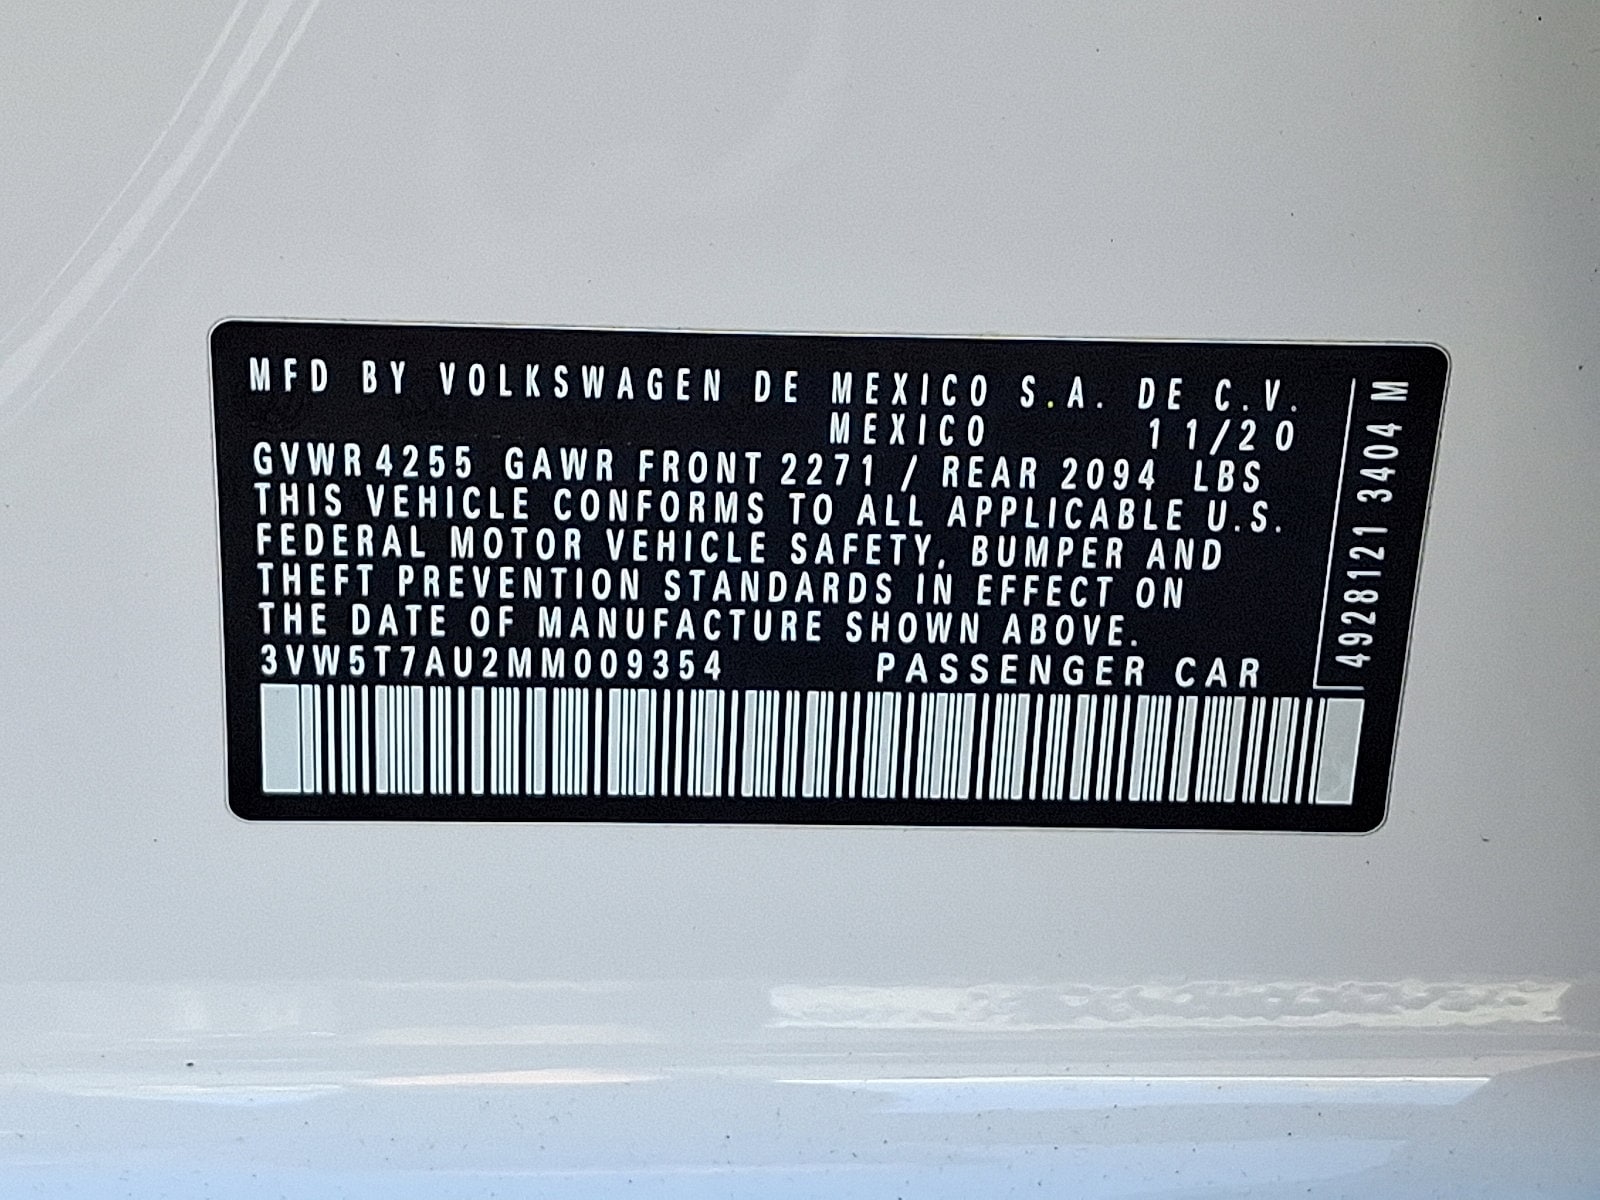 MFD BY VOLKSWAGEN DE MEXICO S.A. DE C.V.
MEXICO 11/20
GVWR 4255 GAWR FRONT 2271 / REAR 2094 LBS
THIS VEHICLE CONFORMS TO ALL APPLICABLE U.S.
FEDERAL MOTOR VEHICLE SAFETY, BUMPER AND
THEFT PREVENTION STANDARDS IN EFFECT ON
THE DATE OF MANUFACTURE SHOWN ABOVE.
3VW5T7AU2MM009354 PASSENGER CAR
4928121 3404 M